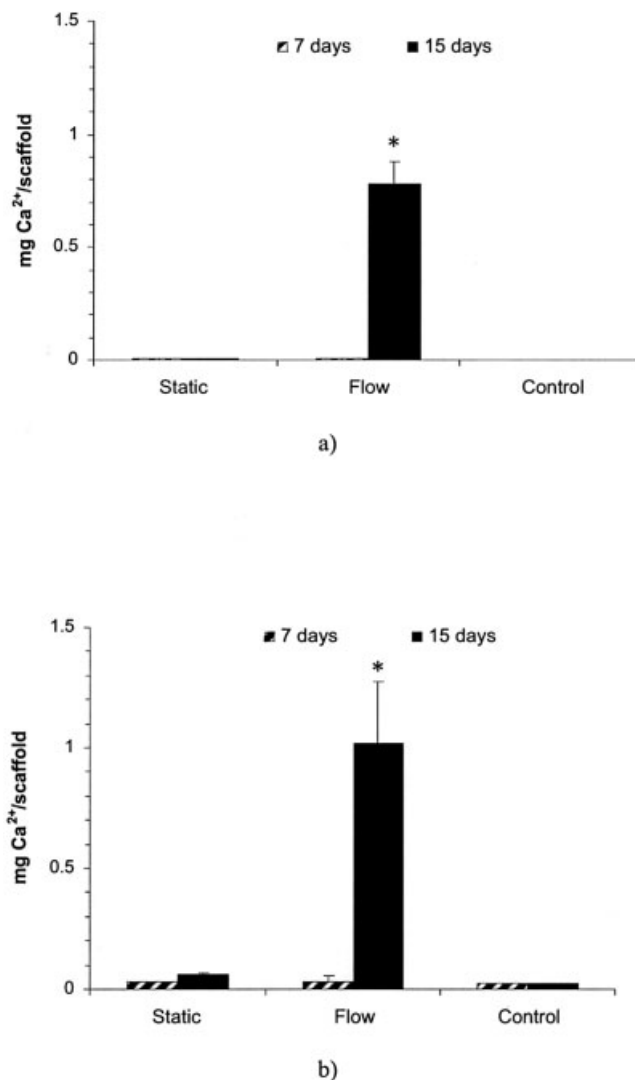 1.5
7 days 15 days
*
1
mg Ca²⁺/scaffold
0.5
0
Static Flow Control
a)
1.5
7 days 15 days
*
1
mg Ca²⁺/scaffold
0.5
0
Static Flow Control
b)